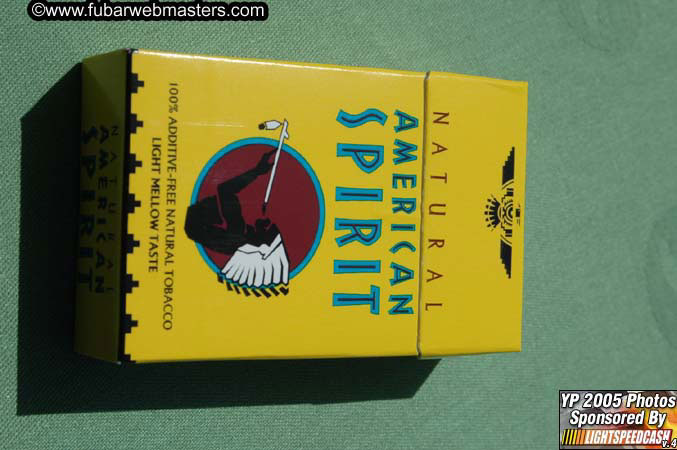 ©www.fubarwebmasters.com
NATURAL
AMERICAN
SPIRIT
100% ADDITIVE-FREE NATURAL TOBACCO
LIGHT MELLOW TASTE
NATURAL
AMERICAN
SPIRIT
YP 2005 Photos
Sponsored By
LIGHTSPEEDCASH
v.4